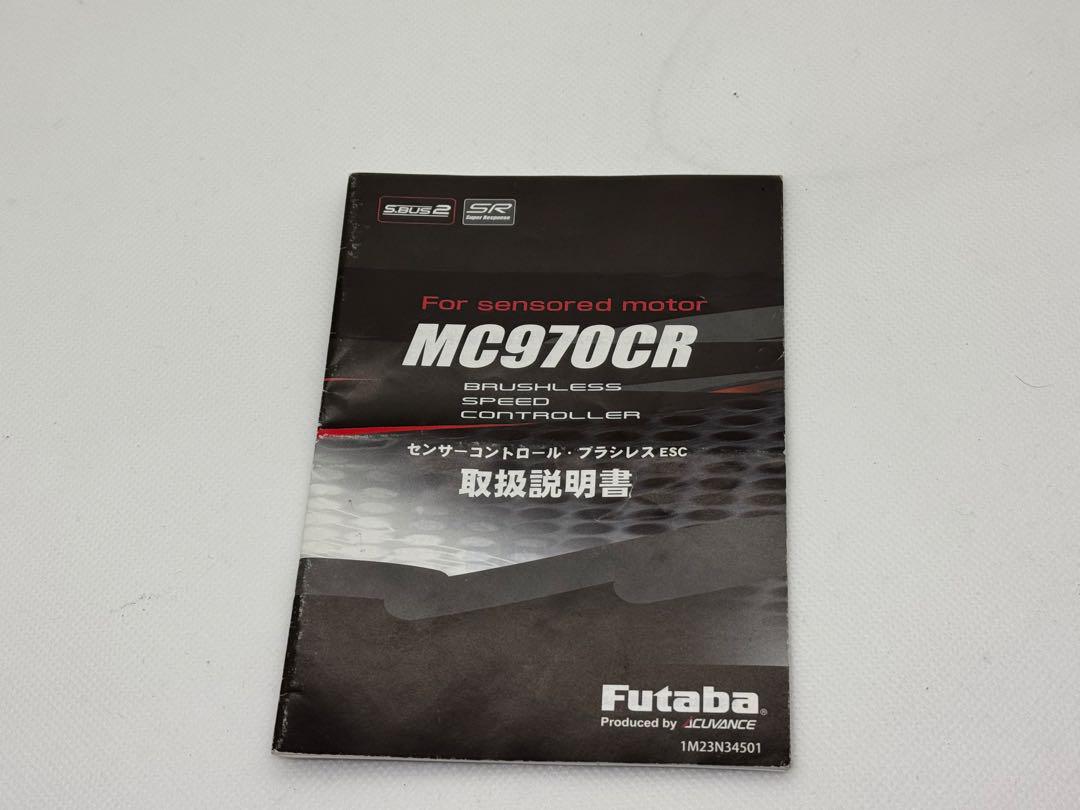 S.BUS2
SR
Super Response
For sensored motor
MC970CR
BRUSHLESS
SPEED
CONTROLLER
センサーコントロール・ブラシレス ESC
取扱説明書
Futaba®
Produced by ACUVANCE
1M23N34501